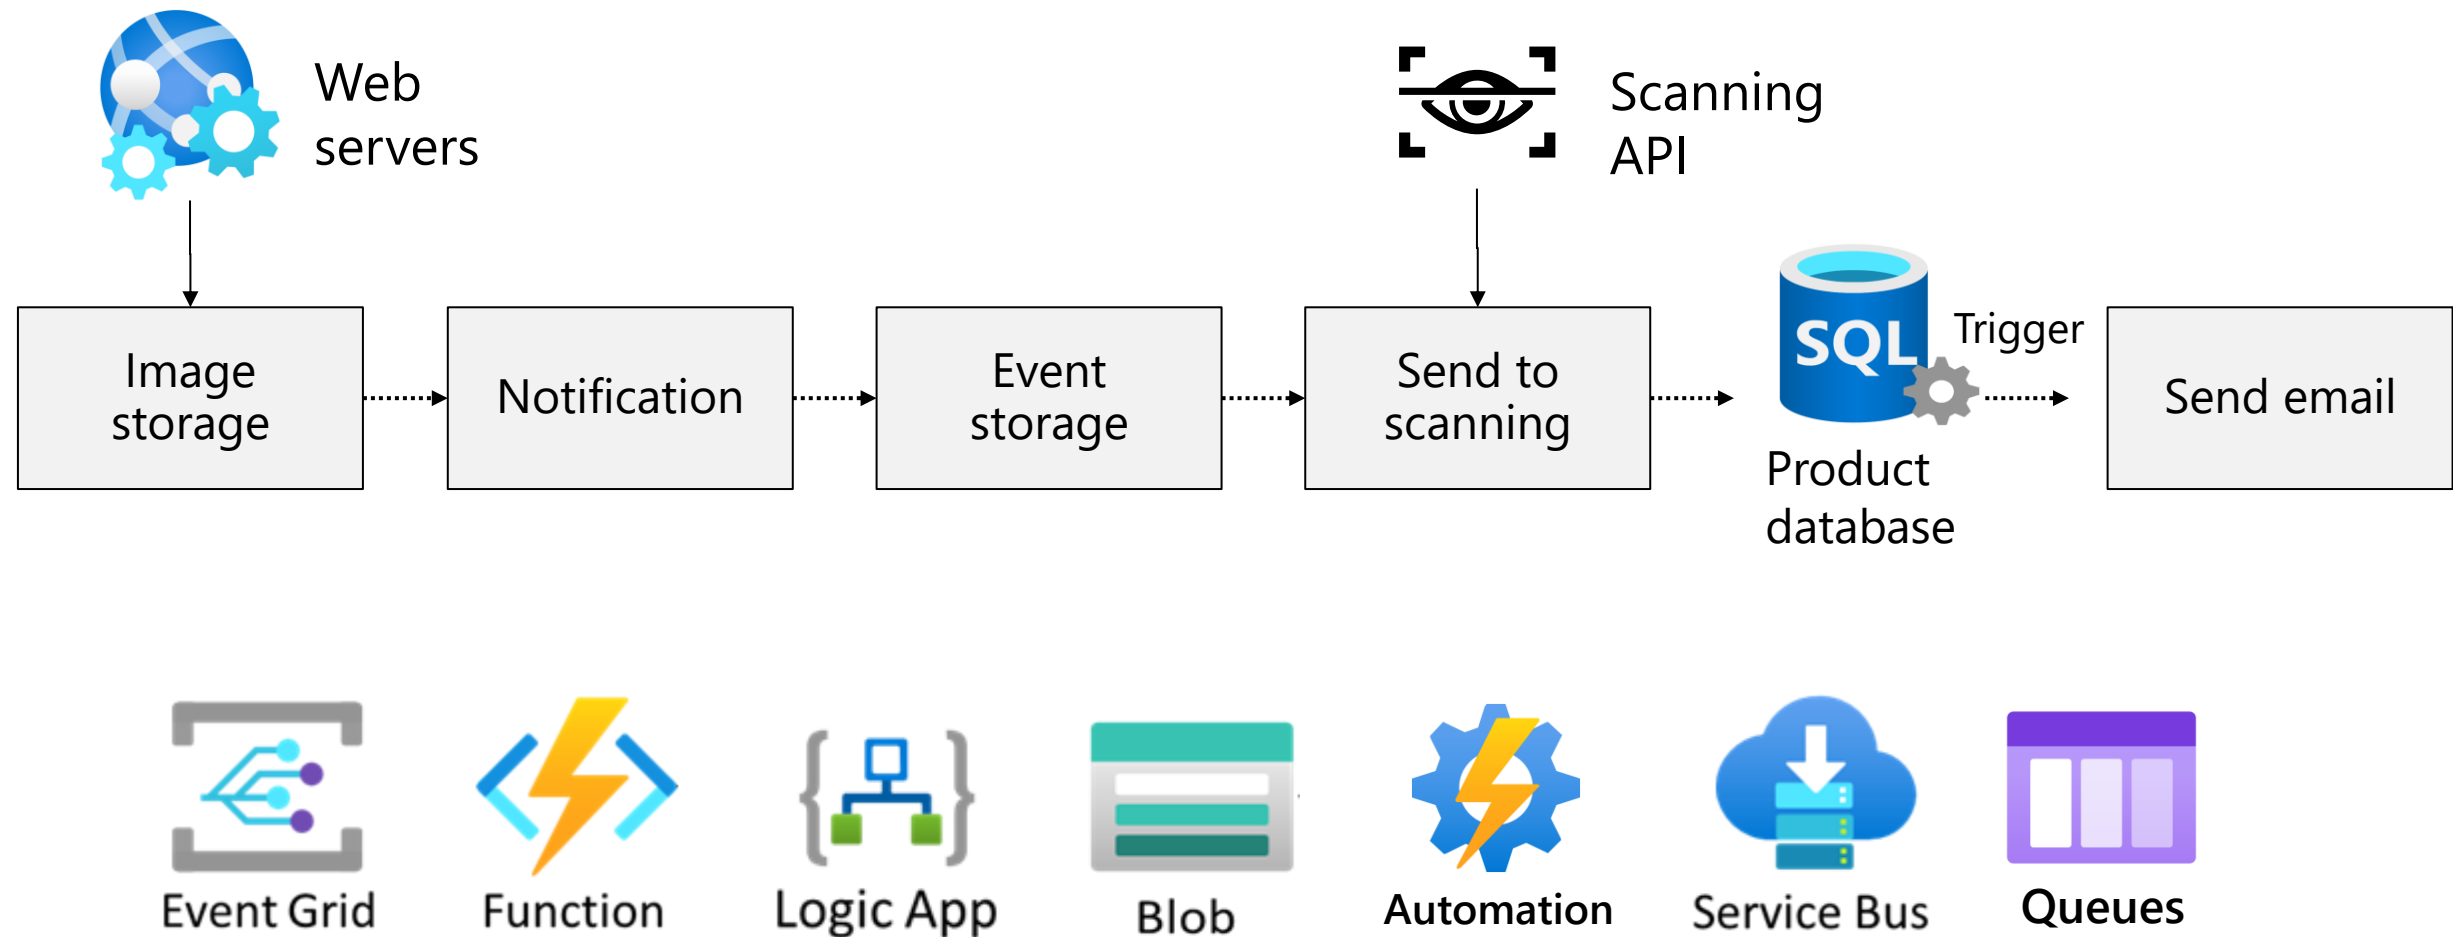 Web
servers
Scanning
API
Image
storage
Notification
Event
storage
Send to
scanning
SQL
Product
database
Trigger
Send email
Event Grid
Function
Logic App
Blob
Automation
Service Bus
Queues